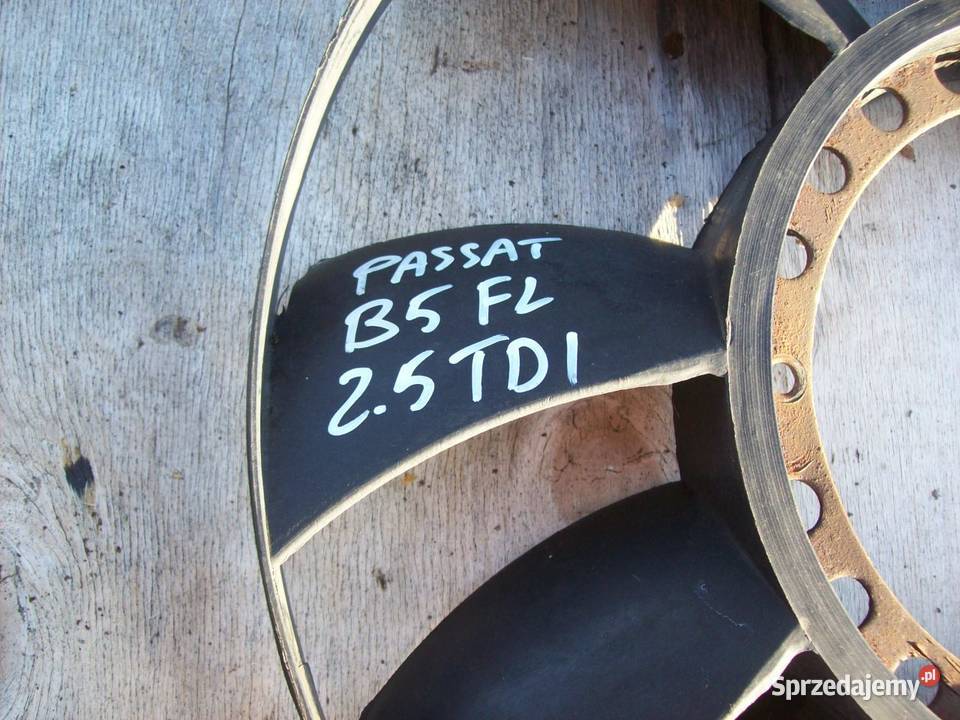 PASSAT
B5 FL
2.5 TDI
Sprzedajemy.pl